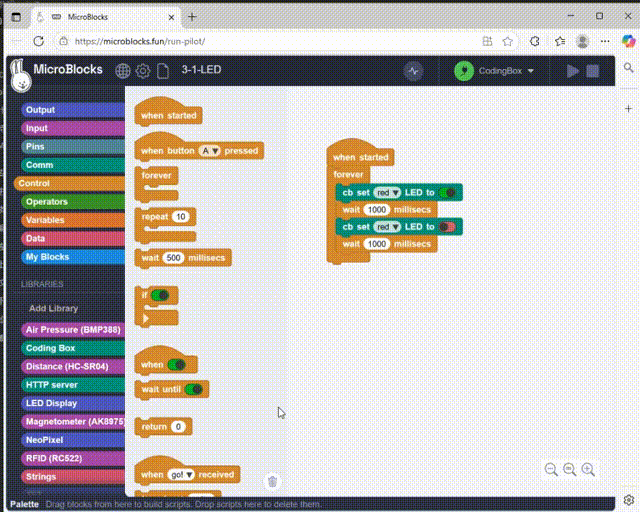 MicroBlocks
https://microblocks.fun/run-pilot/
MicroBlocks
3-1-LED
CodingBox
Output
Input
Pins
Comm
Control
Operators
Variables
Data
My Blocks
LIBRARIES
Add Library
Air Pressure (BMP388)
Coding Box
Distance (HC-SR04)
HTTP server
LED Display
Magnetometer (AK8975
NeoPixel
RFID (RC522)
Strings
when started
when button A pressed
forever
repeat 10
wait 500 millisecs
if
when
wait until
return 0
when go! received
when started
forever
cb set red LED to
wait 1000 millisecs
cb set red LED to
wait 1000 millisecs
Palette Drag blocks from here to build scripts. Drop scripts here to delete them.